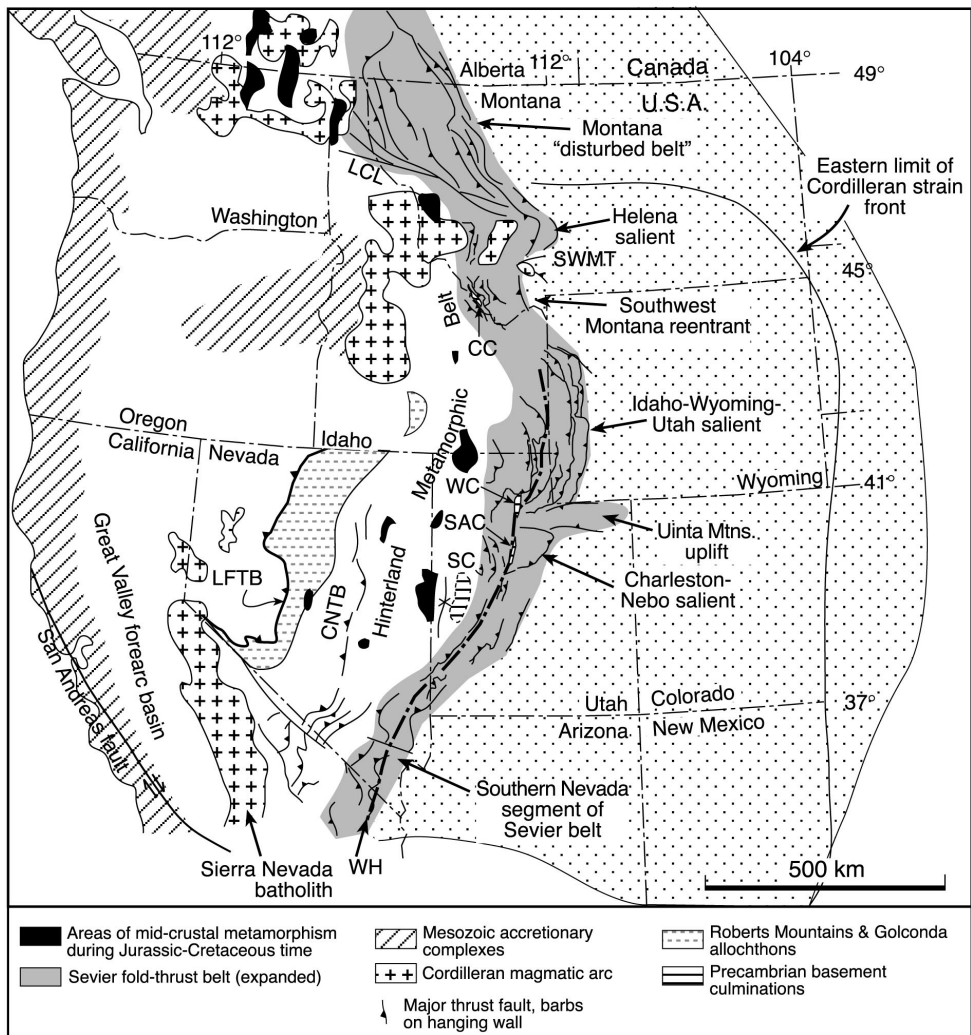 112°
Alberta
112°
Canada
104°
49°
Montana
U.S.A.
Montana
"disturbed belt"
Eastern limit of
Cordilleran strain
front
LCL
Washington
Helena
salient
SWMT
45°
Belt
Southwest
Montana reentrant
CC
Metamorphic
Idaho-Wyoming-
Utah salient
Oregon
California
Nevada
Idaho
WC
Wyoming
41°
SAC
Uinta Mtns.
uplift
Great Valley forearc basin
LFTB
CNTB
Hinterland
SC
Charleston-
Nebo salient
San Andreas fault
Utah
Colorado
37°
Arizona
New Mexico
Southern Nevada
segment of
Sevier belt
Sierra Nevada
batholith
WH
500 km
Areas of mid-crustal metamorphism
during Jurassic-Cretaceous time
Sevier fold-thrust belt (expanded)
Mesozoic accretionary
complexes
Cordilleran magmatic arc
Major thrust fault, barbs
on hanging wall
Roberts Mountains & Golconda
allochthons
Precambrian basement
culminations